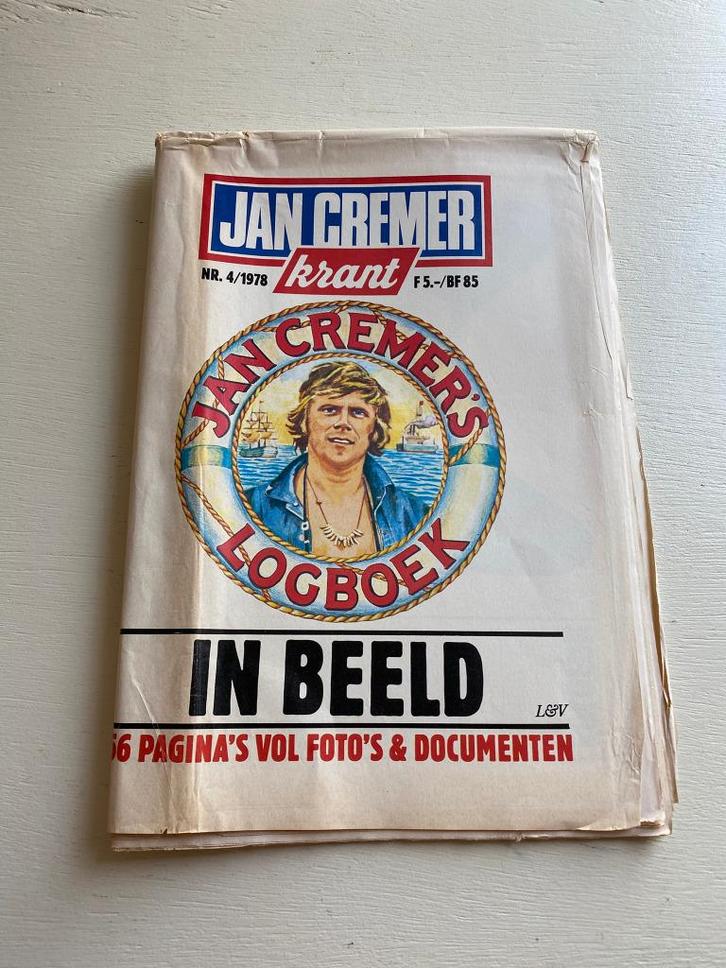 JAN CREMER
krant
NR. 4/1978
F 5.-/BF 85
JAN CREMER'S
LOGBOEK
IN BEELD
L&V
56 PAGINA'S VOL FOTO'S & DOCUMENTEN